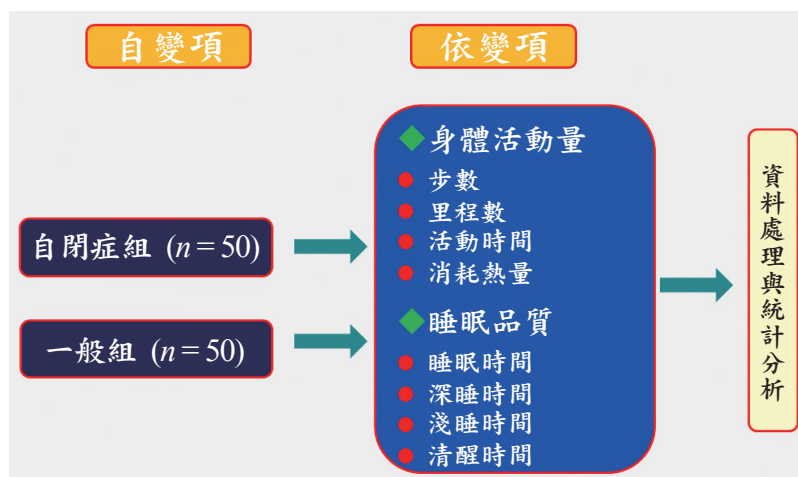 自變項
依變項
自閉症組 (n=50)
一般組 (n=50)
身體活動量
步數
里程數
活動時間
消耗熱量
睡眠品質
睡眠時間
深睡時間
淺睡時間
清醒時間
資料處理與統計分析